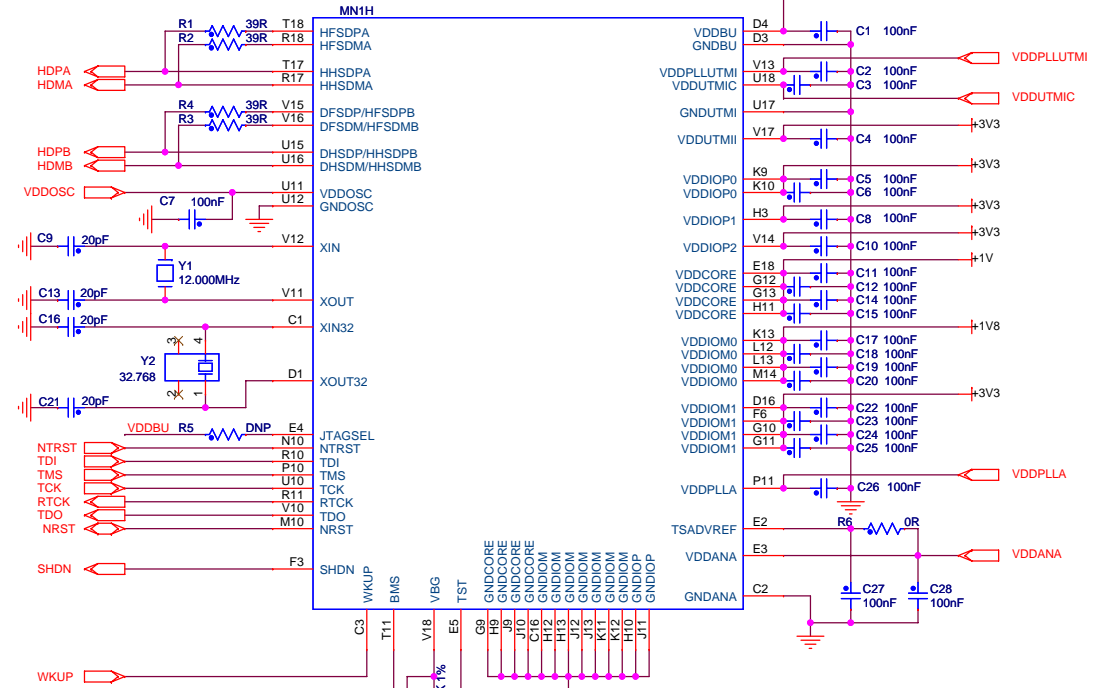 MN1H
R1 39R T18 HFSDPA
R2 39R R18 HFSDMA
HDPA T17 HHSDPA
HDMA R17 HHSDMA
R4 39R V15 DFSDP/HFSDPB
R3 39R V16 DFSDM/HFSDMB
HDPB U15 DHSDP/HHSDPB
HDMB U16 DHSDM/HHSDMB
VDDOSC U11 VDDOSC
C7 100nF U12 GNDOSC
C9 20pF V12 XIN
Y1
12.000MHz
C13 20pF V11 XOUT
C16 20pF C1 XIN32
3 4
Y2
32.768 D1 XOUT32
2 1
C21 20pF
VDDBU R5 DNP E4 JTAGSEL
NTRST N10 NTRST
TDI R10 TDI
TMS P10 TMS
TCK U10 TCK
RTCK R11 RTCK
TDO V10 TDO
NRST M10 NRST
SHDN F3 SHDN
WKUP C3 WKUP
T11 BMS
V18 VBG
E5 TST
K 1%
G9 GNDCORE
H9 GNDCORE
J9 GNDCORE
J10 GNDCORE
C16 GNDIOM
H12 GNDIOM
H13 GNDIOM
J12 GNDIOM
J13 GNDIOM
K11 GNDIOM
K12 GNDIOM
H10 GNDIOP
J11 GNDIOP
VDDBU D4 C1 100nF
GNDBU D3
VDDPLLUTMI
VDDPLLUTMI V13 C2 100nF
VDDUTMIC U18 C3 100nF
VDDUTMIC
GNDUTMI U17
+3V3
VDDUTMII V17 C4 100nF
+3V3
VDDIOP0 K9 C5 100nF
VDDIOP0 K10 C6 100nF
+3V3
VDDIOP1 H3 C8 100nF
+3V3
VDDIOP2 V14 C10 100nF
+1V
VDDCORE E18 C11 100nF
VDDCORE G12 C12 100nF
VDDCORE G13 C14 100nF
VDDCORE H11 C15 100nF
+1V8
VDDIOM0 K13 C17 100nF
VDDIOM0 L12 C18 100nF
VDDIOM0 L13 C19 100nF
VDDIOM0 M14 C20 100nF
+3V3
VDDIOM1 D16 C22 100nF
VDDIOM1 F6 C23 100nF
VDDIOM1 G10 C24 100nF
VDDIOM1 G11 C25 100nF
VDDPLLA
VDDPLLA P11 C26 100nF
TSADVREF E2 R6 0R
VDDANA E3 VDDANA
GNDANA C2 C27 100nF C28 100nF